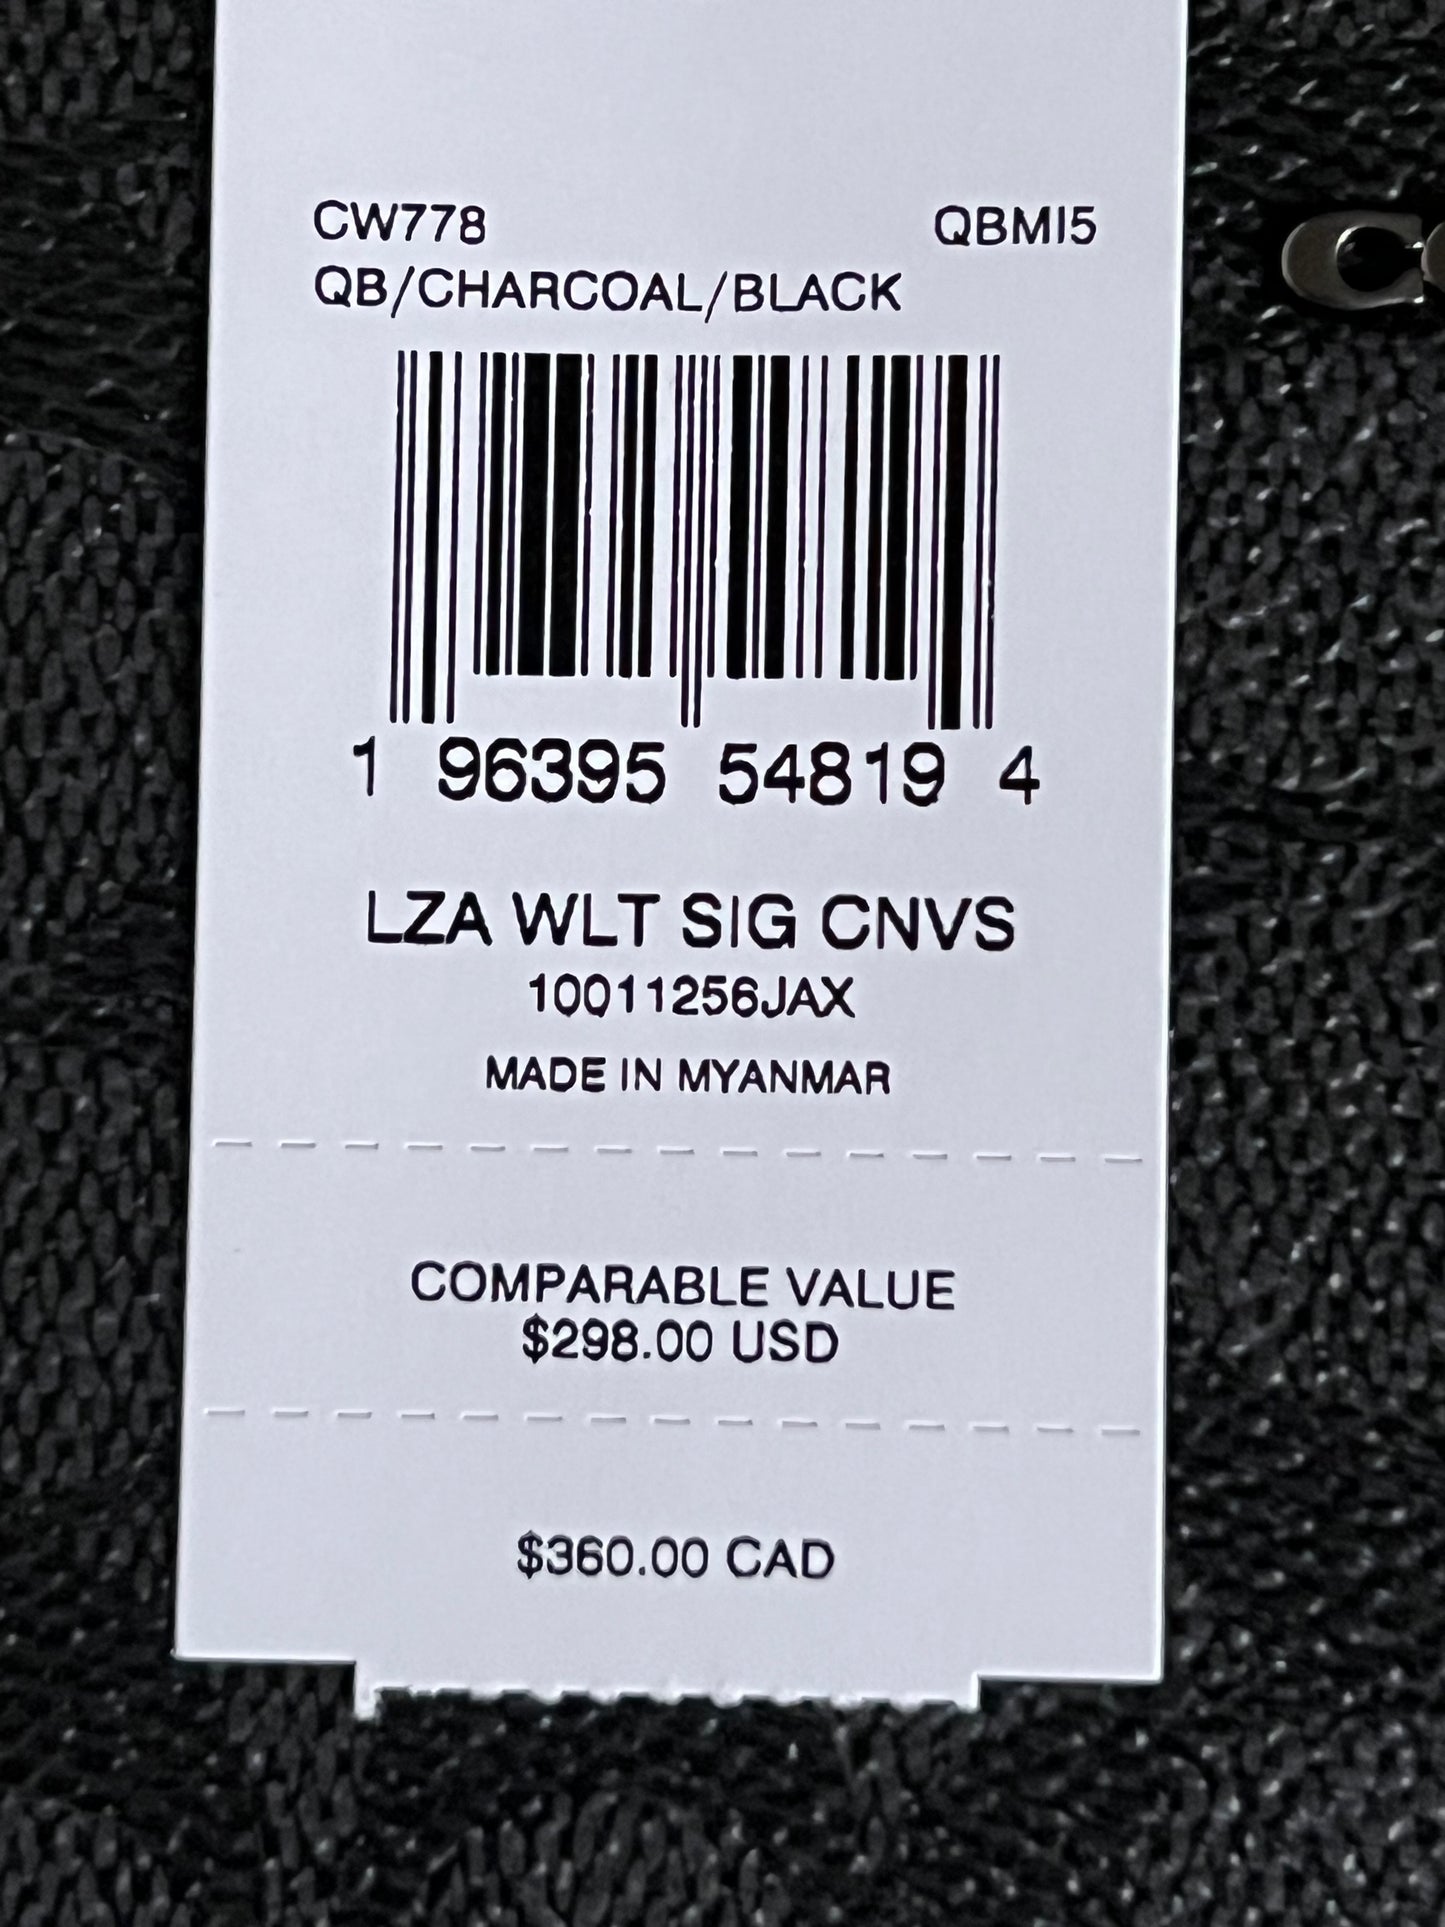 CW778 QBMI5
QB/CHARCOAL/BLACK
1 96395 54819 4
LZA WLT SIG CNVS
10011256JAX
MADE IN MYANMAR
COMPARABLE VALUE
$298.00 USD
$360.00 CAD